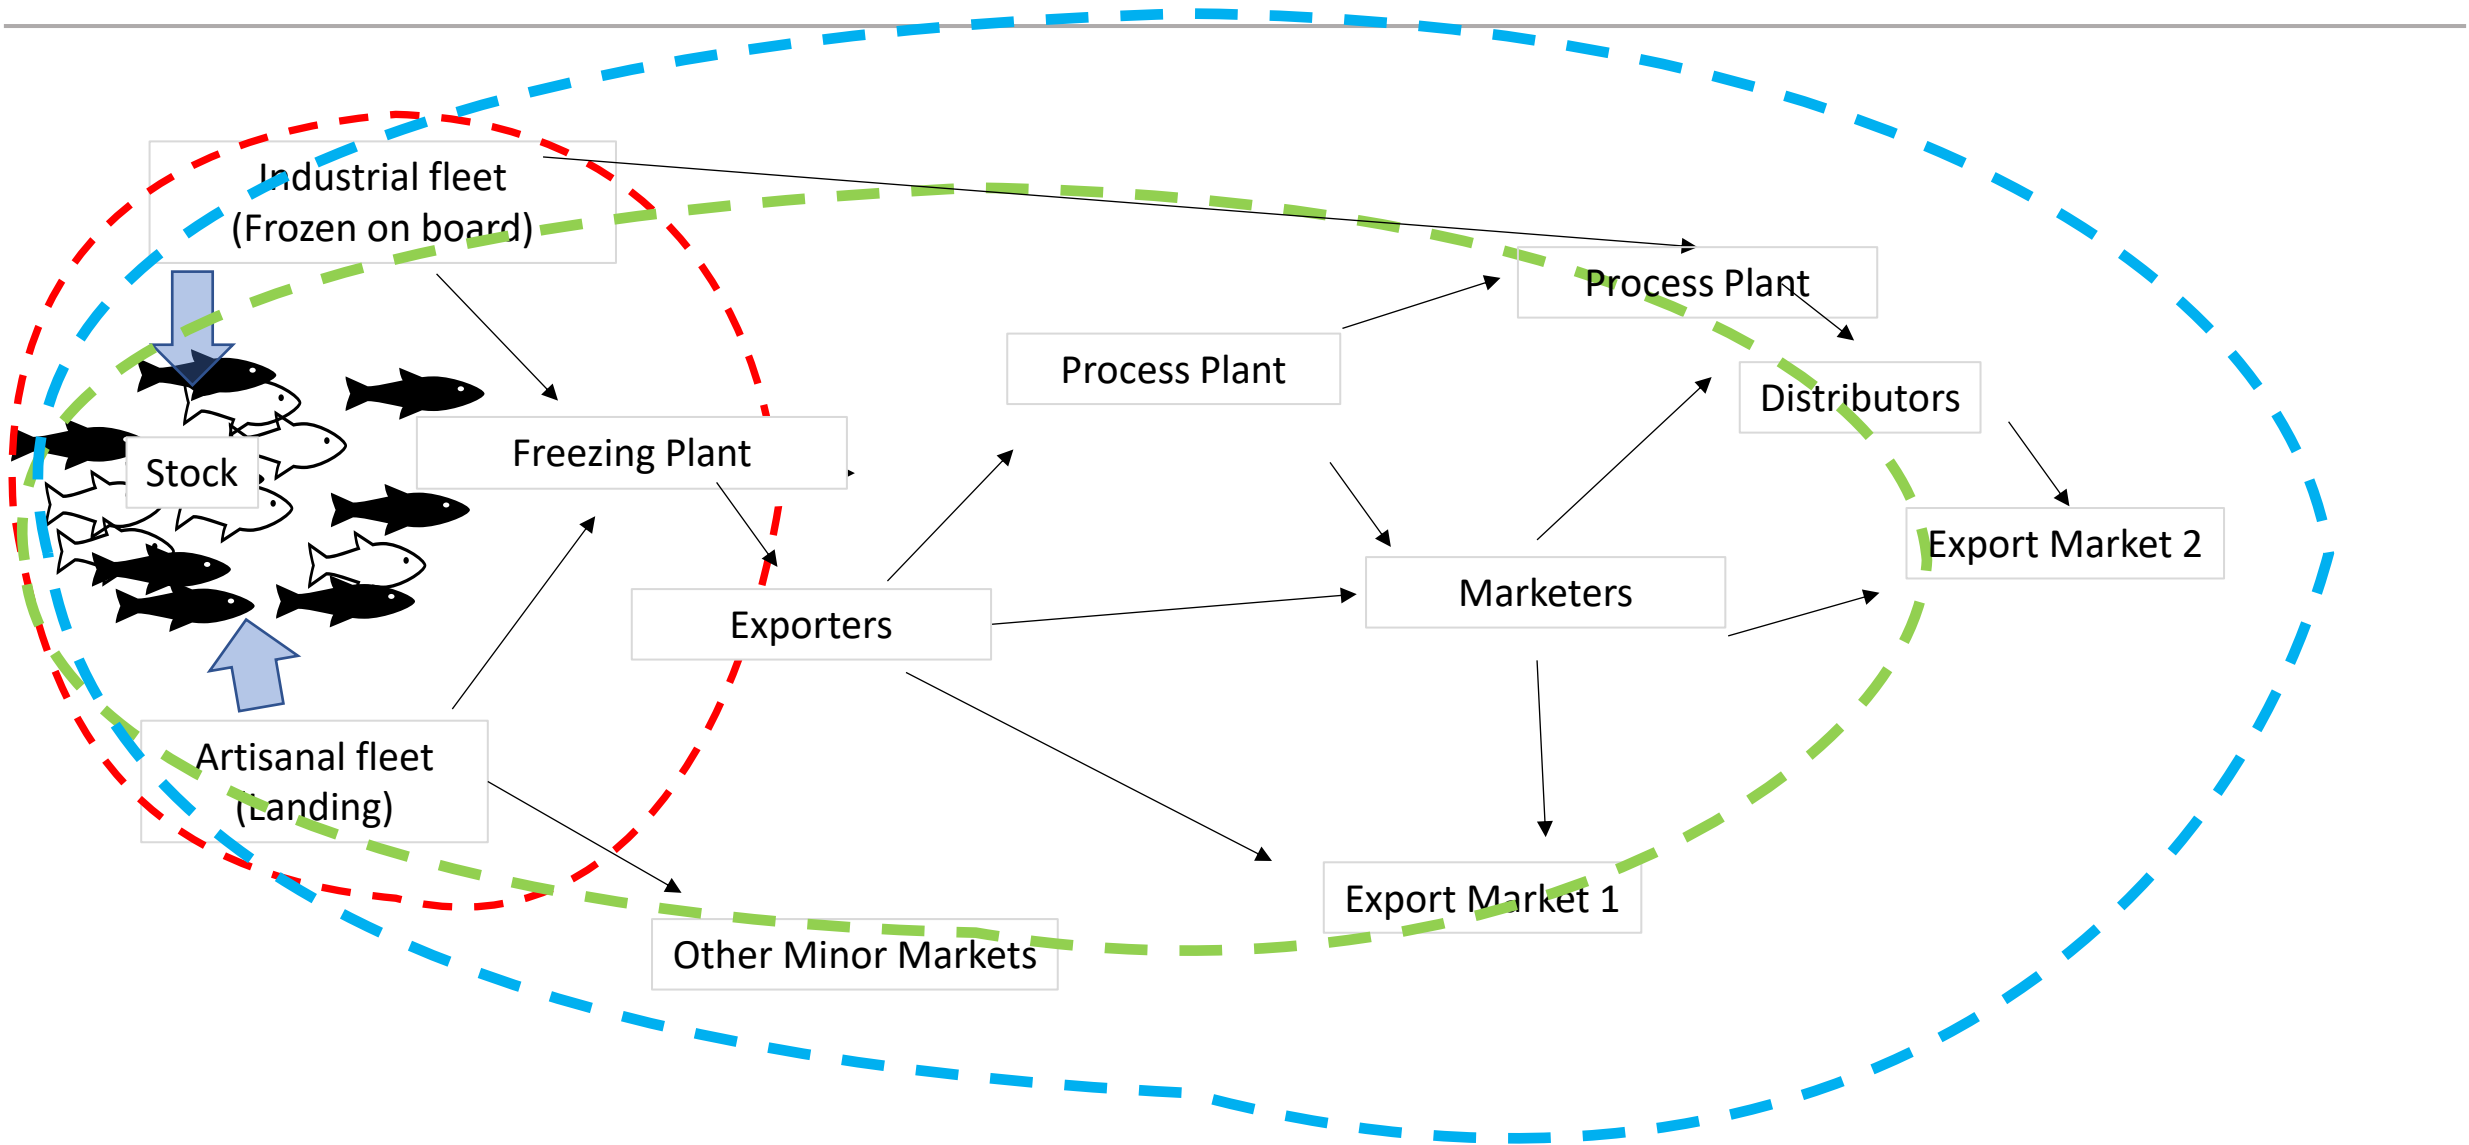 Industrial fleet
(Frozen on board)
Process Plant
Process Plant
Distributors
Freezing Plant
Stock
Export Market 2
Marketers
Exporters
Artisanal fleet
(Landing)
Export Market 1
Other Minor Markets